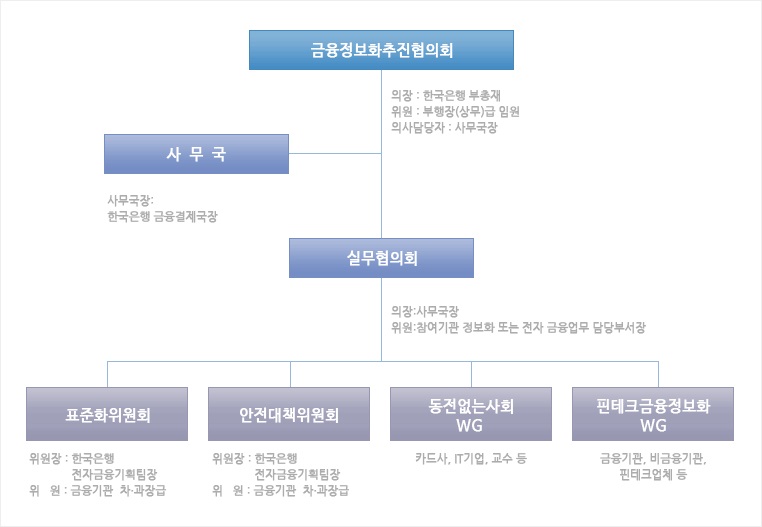 금융정보화추진협의회
의장 : 한국은행 부총재
위원 : 부행장(상무)급 임원
의사담당자 : 사무국장
사 무 국
사무국장:
한국은행 금융결제국장
실무협의회
의장:사무국장
위원:참여기관 정보화 또는 전자 금융업무 담당부서장
표준화위원회
위원장 : 한국은행
전자금융기획팀장
위 원 : 금융기관 차·과장급
안전대책위원회
위원장 : 한국은행
전자금융기획팀장
위 원 : 금융기관 차·과장급
동전없는사회
WG
카드사, IT기업, 교수 등
핀테크금융정보화
WG
금융기관, 비금융기관,
핀테크업체 등